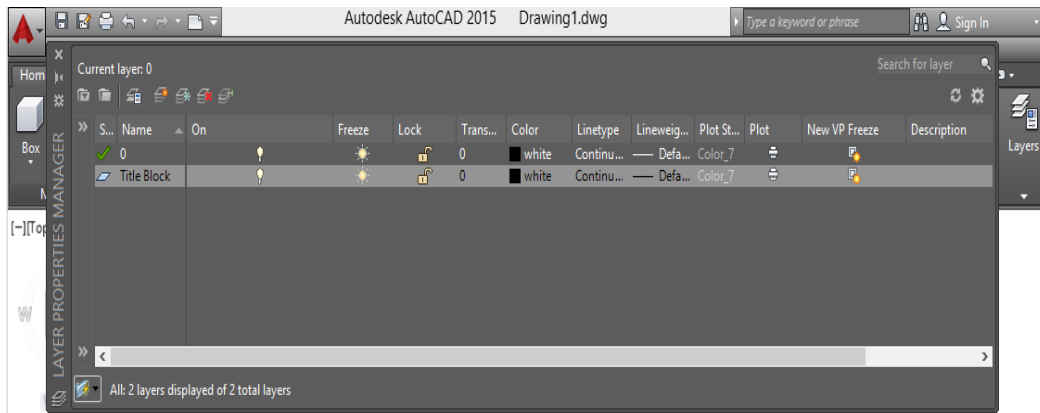 Autodesk AutoCAD 2015 Drawing1.dwg
Type a keyword or phrase
Sign In
Hom
Current layer: 0
Search for layer
S... Name On Freeze Lock Trans... Color Linetype Lineweig... Plot St... Plot New VP Freeze Description
0 0 white Continu... Defa... Color_7
Title Block 0 white Continu... Defa... Color_7
Box
Layers
M
[−][Top
W
LAYER PROPERTIES MANAGER
All: 2 layers displayed of 2 total layers